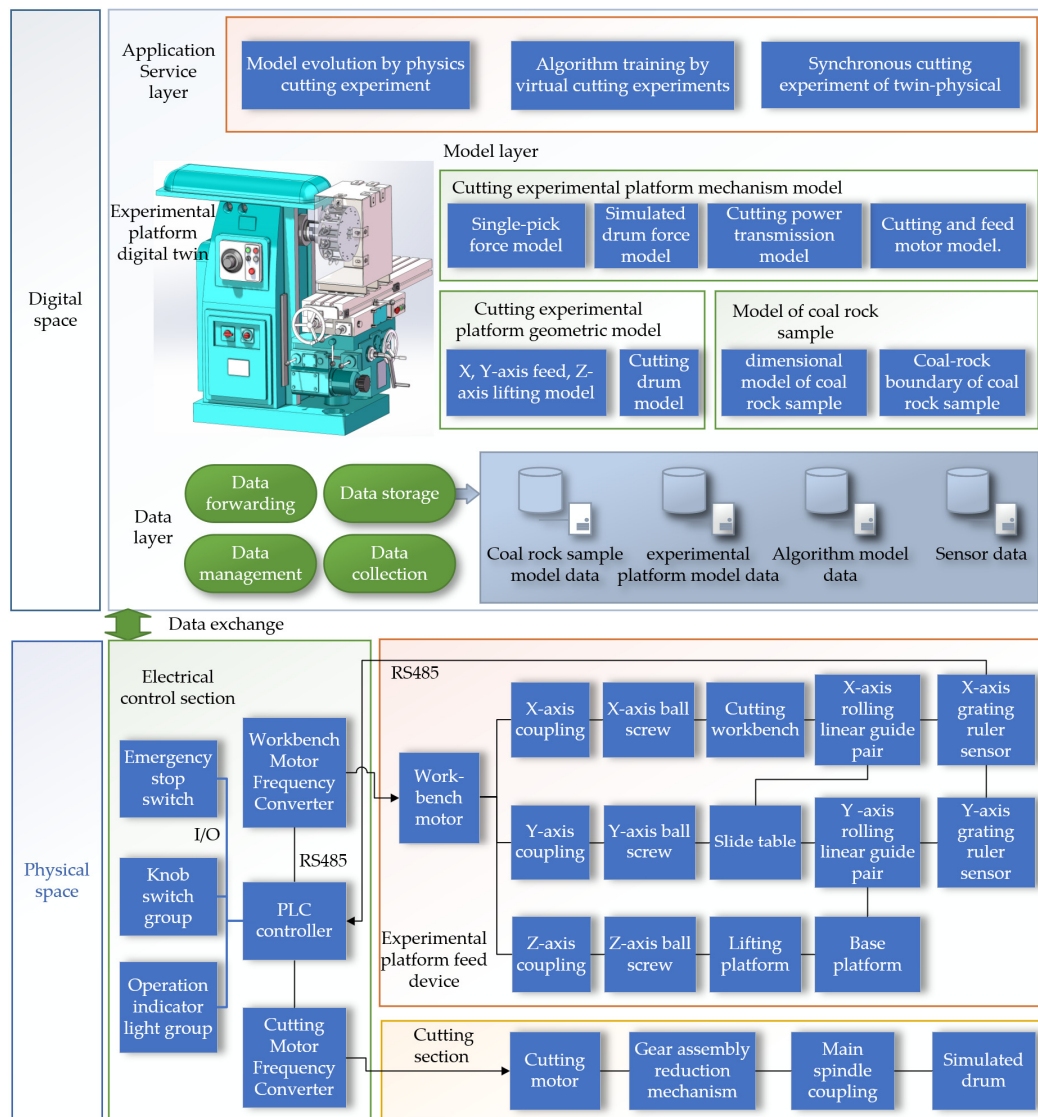 Digital
space
Application
Service
layer
Model evolution by physics
cutting experiment
Algorithm training by
virtual cutting experiments
Synchronous cutting
experiment of twin-physical
Experimental
platform
digital twin
Model layer
Cutting experimental platform mechanism model
Single-pick
force model
Simulated
drum force
model
Cutting power
transmission
model
Cutting and feed
motor model.
Cutting experimental
platform geometric model
X, Y-axis feed, Z-
axis lifting model
Cutting
drum
model
Model of coal rock
sample
dimensional
model of coal
rock sample
Coal-rock
boundary of coal
rock sample
Data
layer
Data
forwarding
Data storage
Data
management
Data
collection
Coal rock sample
model data
experimental
platform model data
Algorithm model
data
Sensor data
Data exchange
Physical
space
Electrical
control section
Emergency
stop
switch
I/O
Knob
switch
group
Operation
indicator
light group
Workbench
Motor
Frequency
Converter
RS485
PLC
controller
Cutting
Motor
Frequency
Converter
RS485
Work-
bench
motor
X-axis
coupling
X-axis ball
screw
Cutting
workbench
X-axis
rolling
linear guide
pair
X-axis
grating
ruler
sensor
Y-axis
coupling
Y-axis ball
screw
Slide table
Y -axis
rolling
linear guide
pair
Y-axis
grating
ruler
sensor
Experimental
platform feed
device
Z-axis
coupling
Z-axis ball
screw
Lifting
platform
Base
platform
Cutting
section
Cutting
motor
Gear assembly
reduction
mechanism
Main
spindle
coupling
Simulated
drum